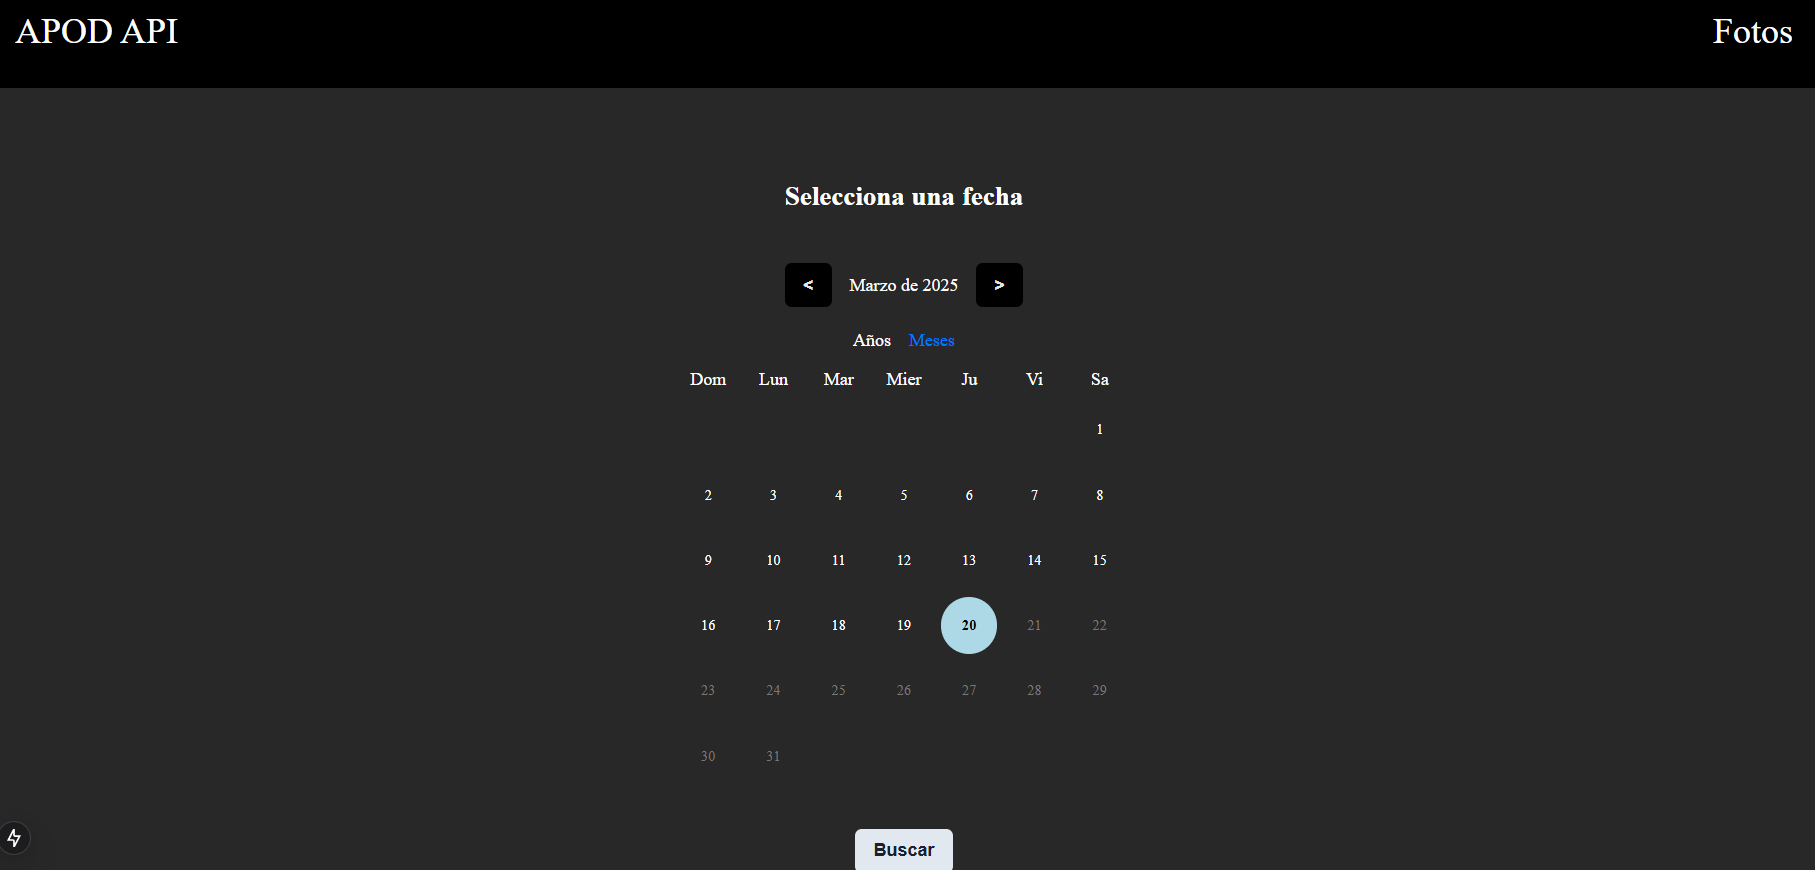 APOD API Fotos
Selecciona una fecha
< Marzo de 2025 >
Años Meses
Dom Lun Mar Mier Ju Vi Sa
1
2 3 4 5 6 7 8
9 10 11 12 13 14 15
16 17 18 19 20 21 22
23 24 25 26 27 28 29
30 31
Buscar